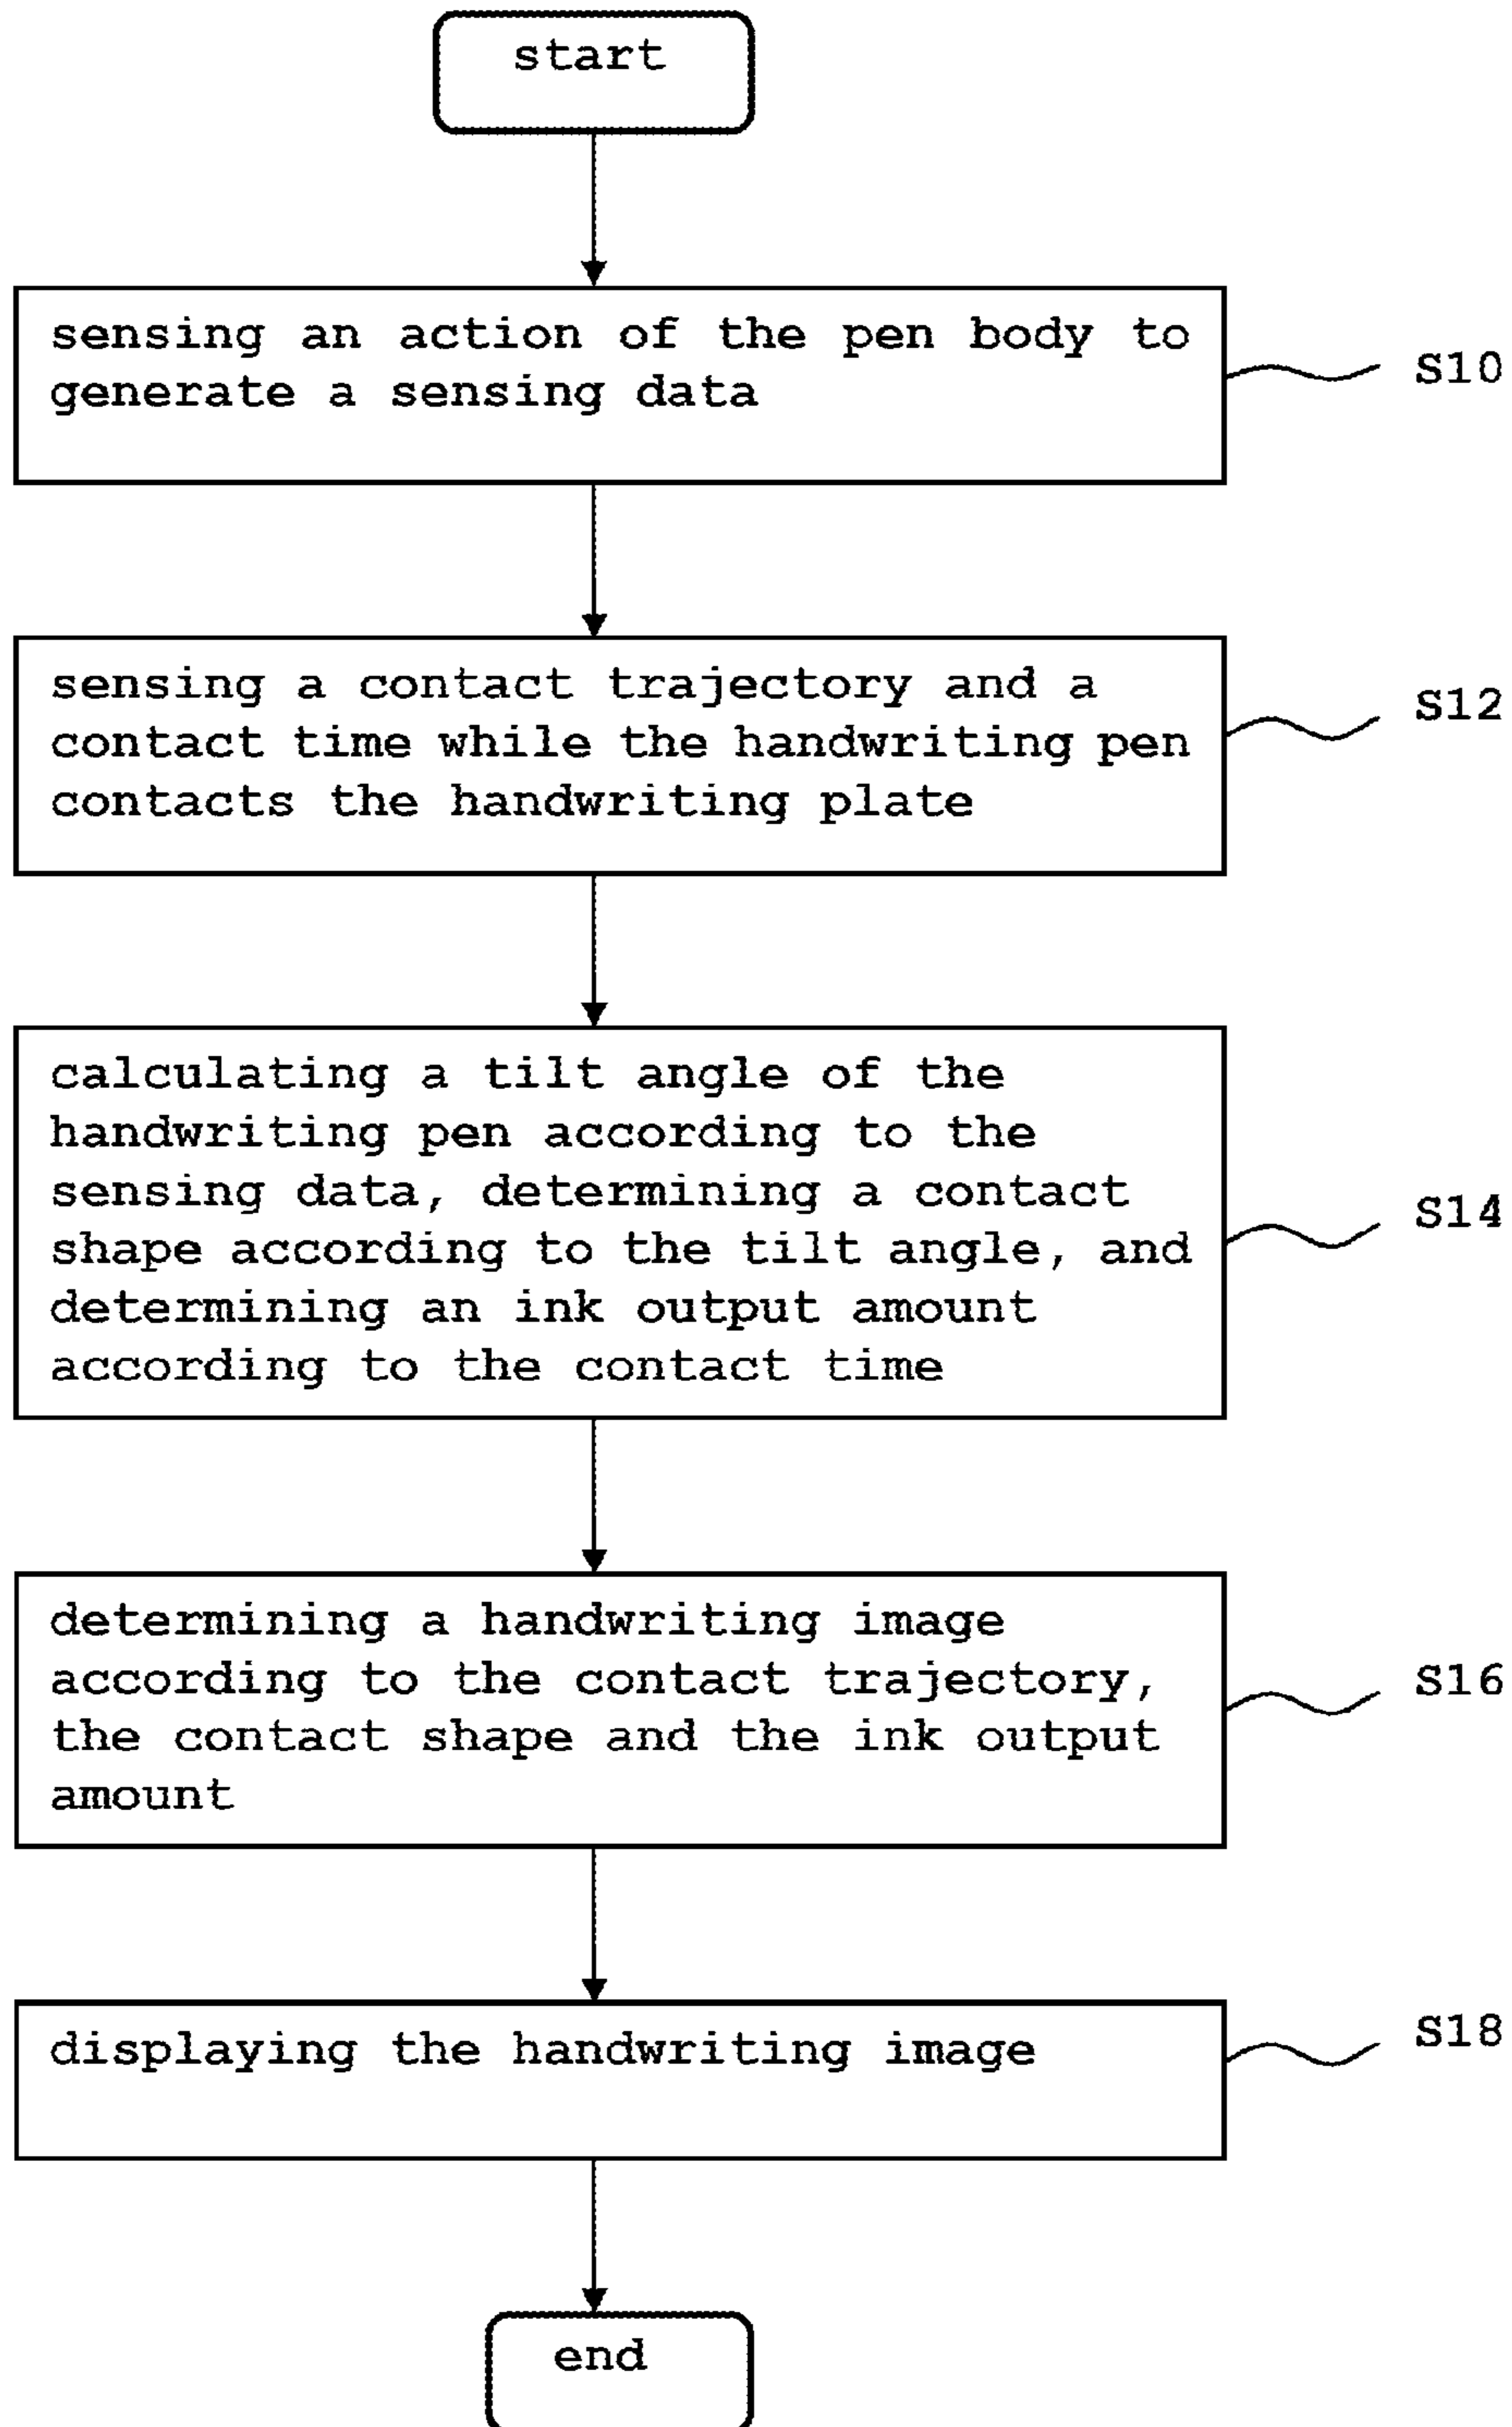 start
sensing an action of the pen body to
generate a sensing data
S10
sensing a contact trajectory and a
contact time while the handwriting pen
contacts the handwriting plate
S12
calculating a tilt angle of the
handwriting pen according to the
sensing data, determining a contact
shape according to the tilt angle, and
determining an ink output amount
according to the contact time
S14
determining a handwriting image
according to the contact trajectory,
the contact shape and the ink output
amount
S16
displaying the handwriting image
S18
end